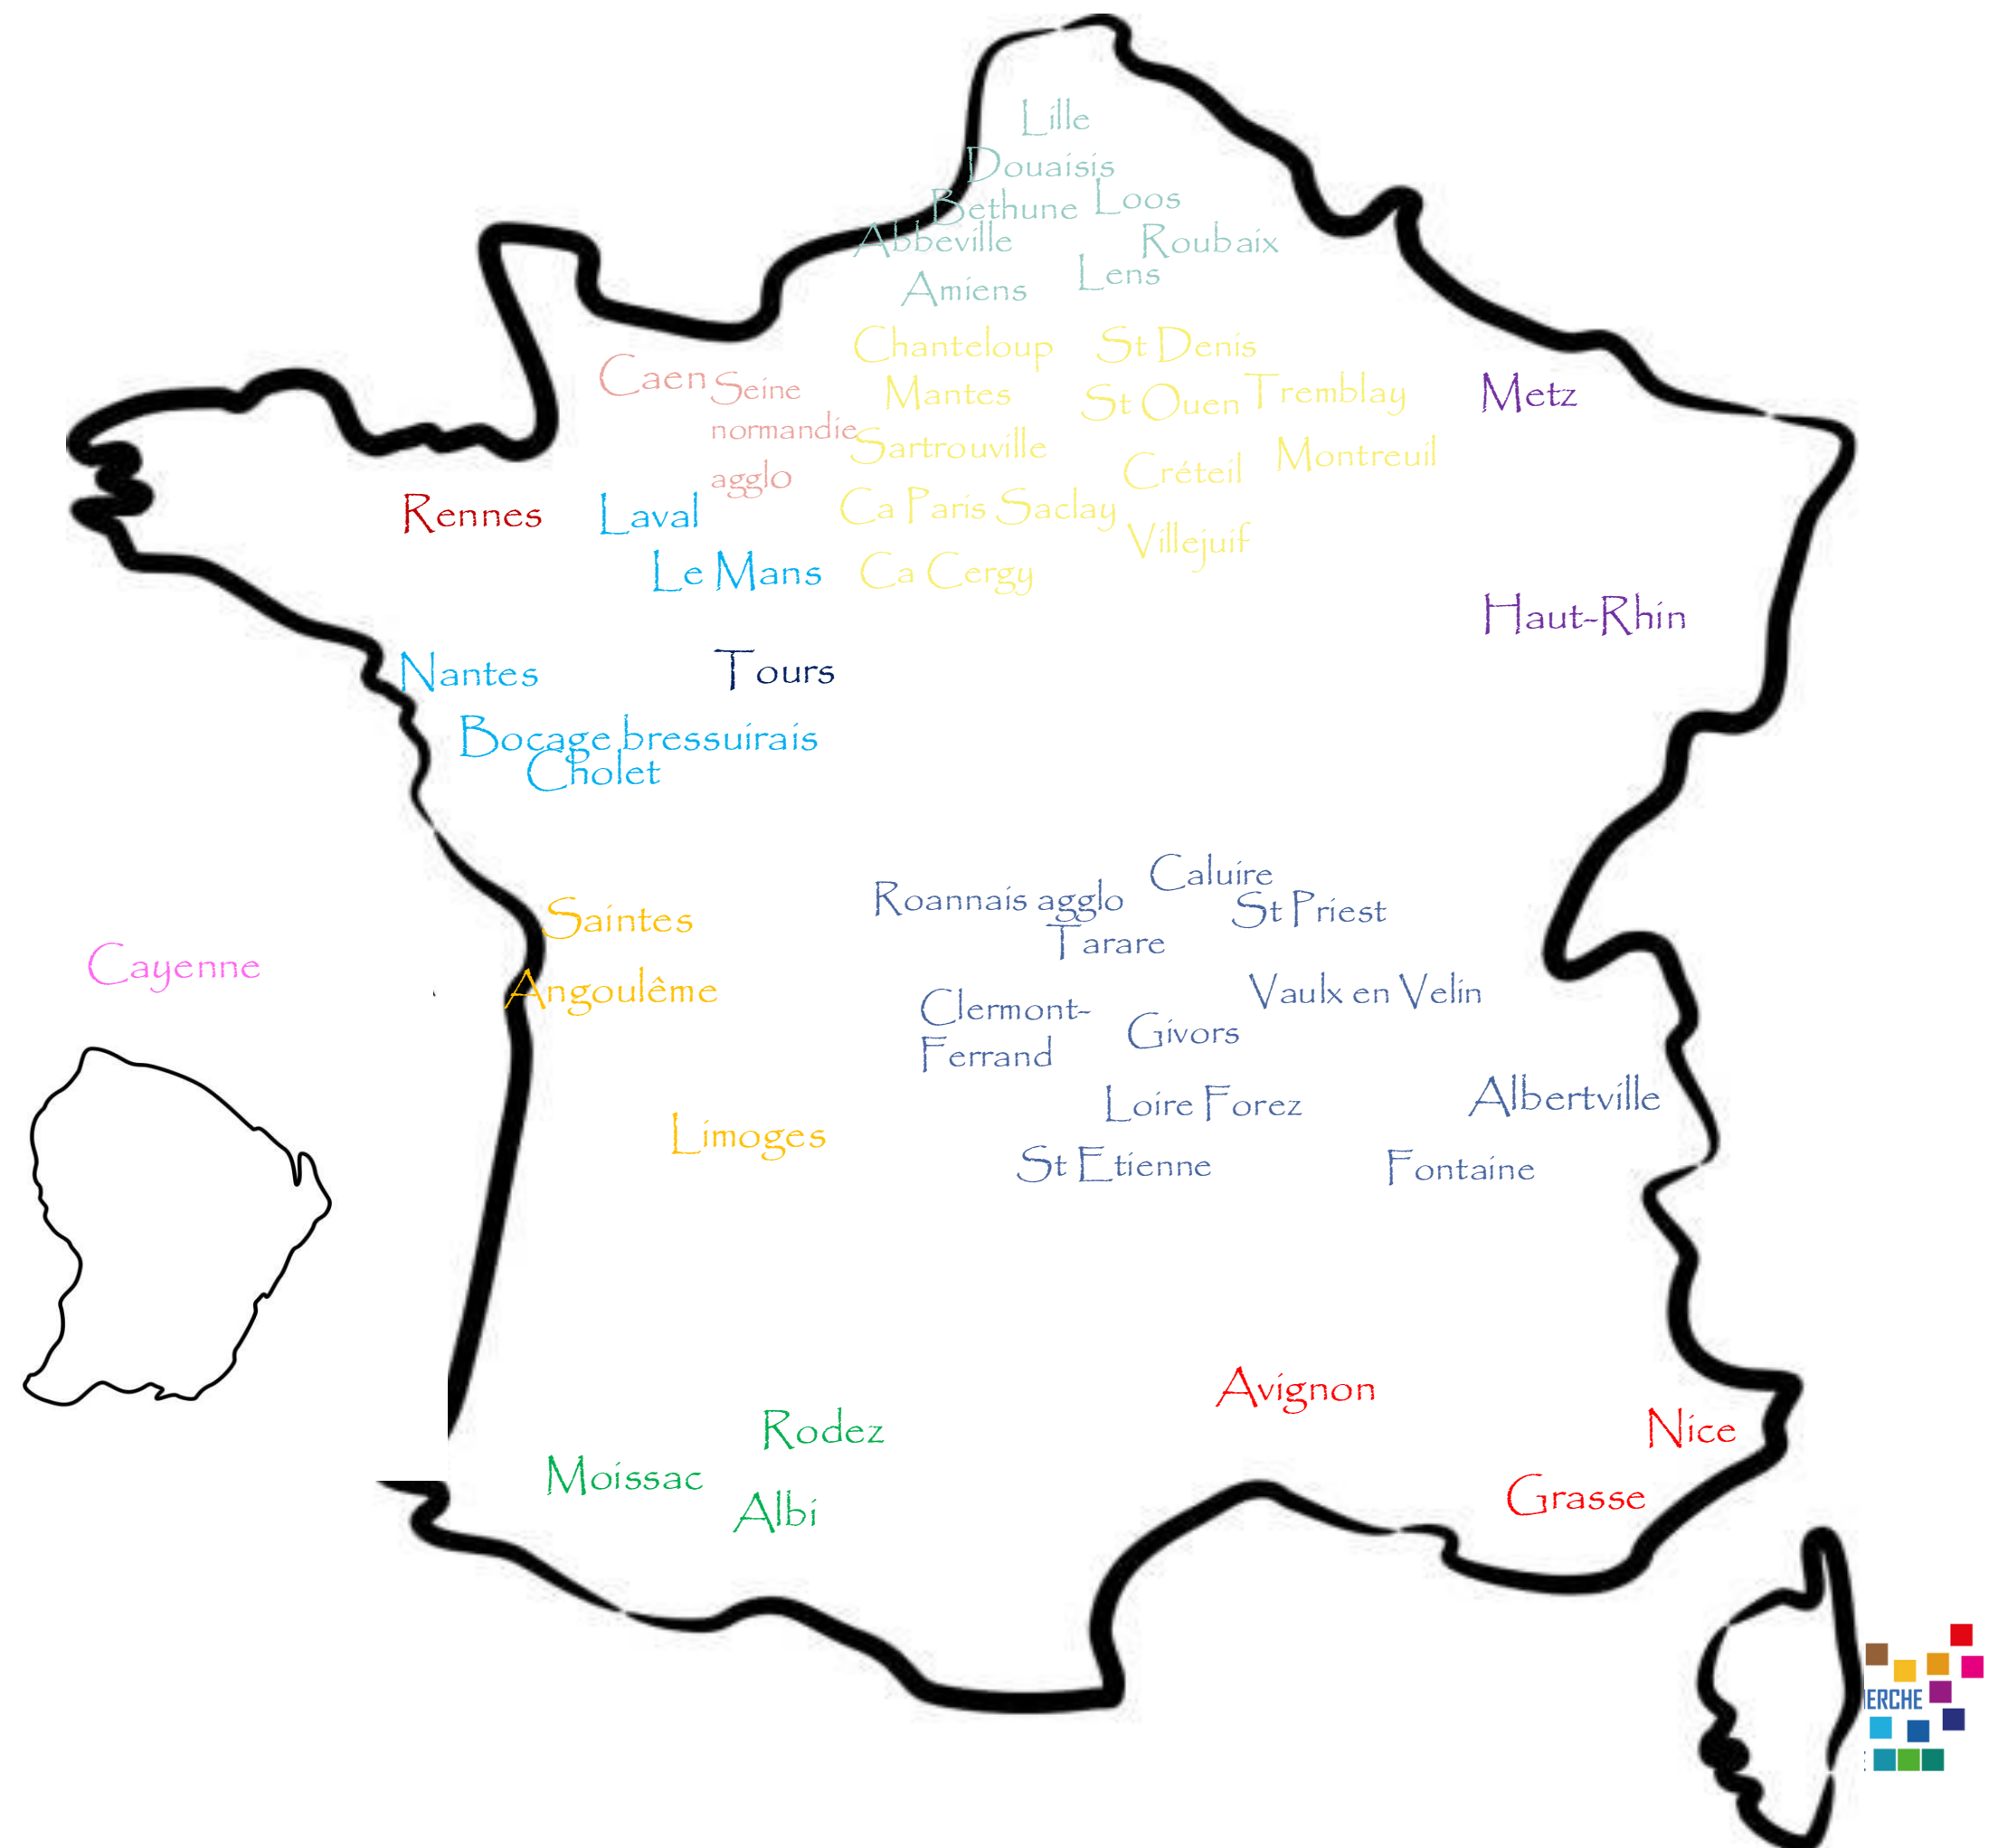 Lille
Douaisis
Bethune
Loos
Abbeville
Roubaix
Lens
Amiens
Chanteloup
St Denis
Caen
Seine
normandie
agglo
Mantes
St Ouen
Tremblay
Metz
Sartrouville
Créteil
Montreuil
Rennes
Laval
Ca Paris Saclay
Villejuif
Le Mans
Ca Cergy
Haut-Rhin
Nantes
Tours
Bocage bressuirais
Cholet
Caluire
Roannais agglo
St Priest
Saintes
Tarare
Cayenne
Angoulême
Vaulx en Velin
Clermont-
Ferrand
Givors
Loire Forez
Albertville
Limoges
St Etienne
Fontaine
Avignon
Rodez
Nice
Moissac
Albi
Grasse
ERCHE